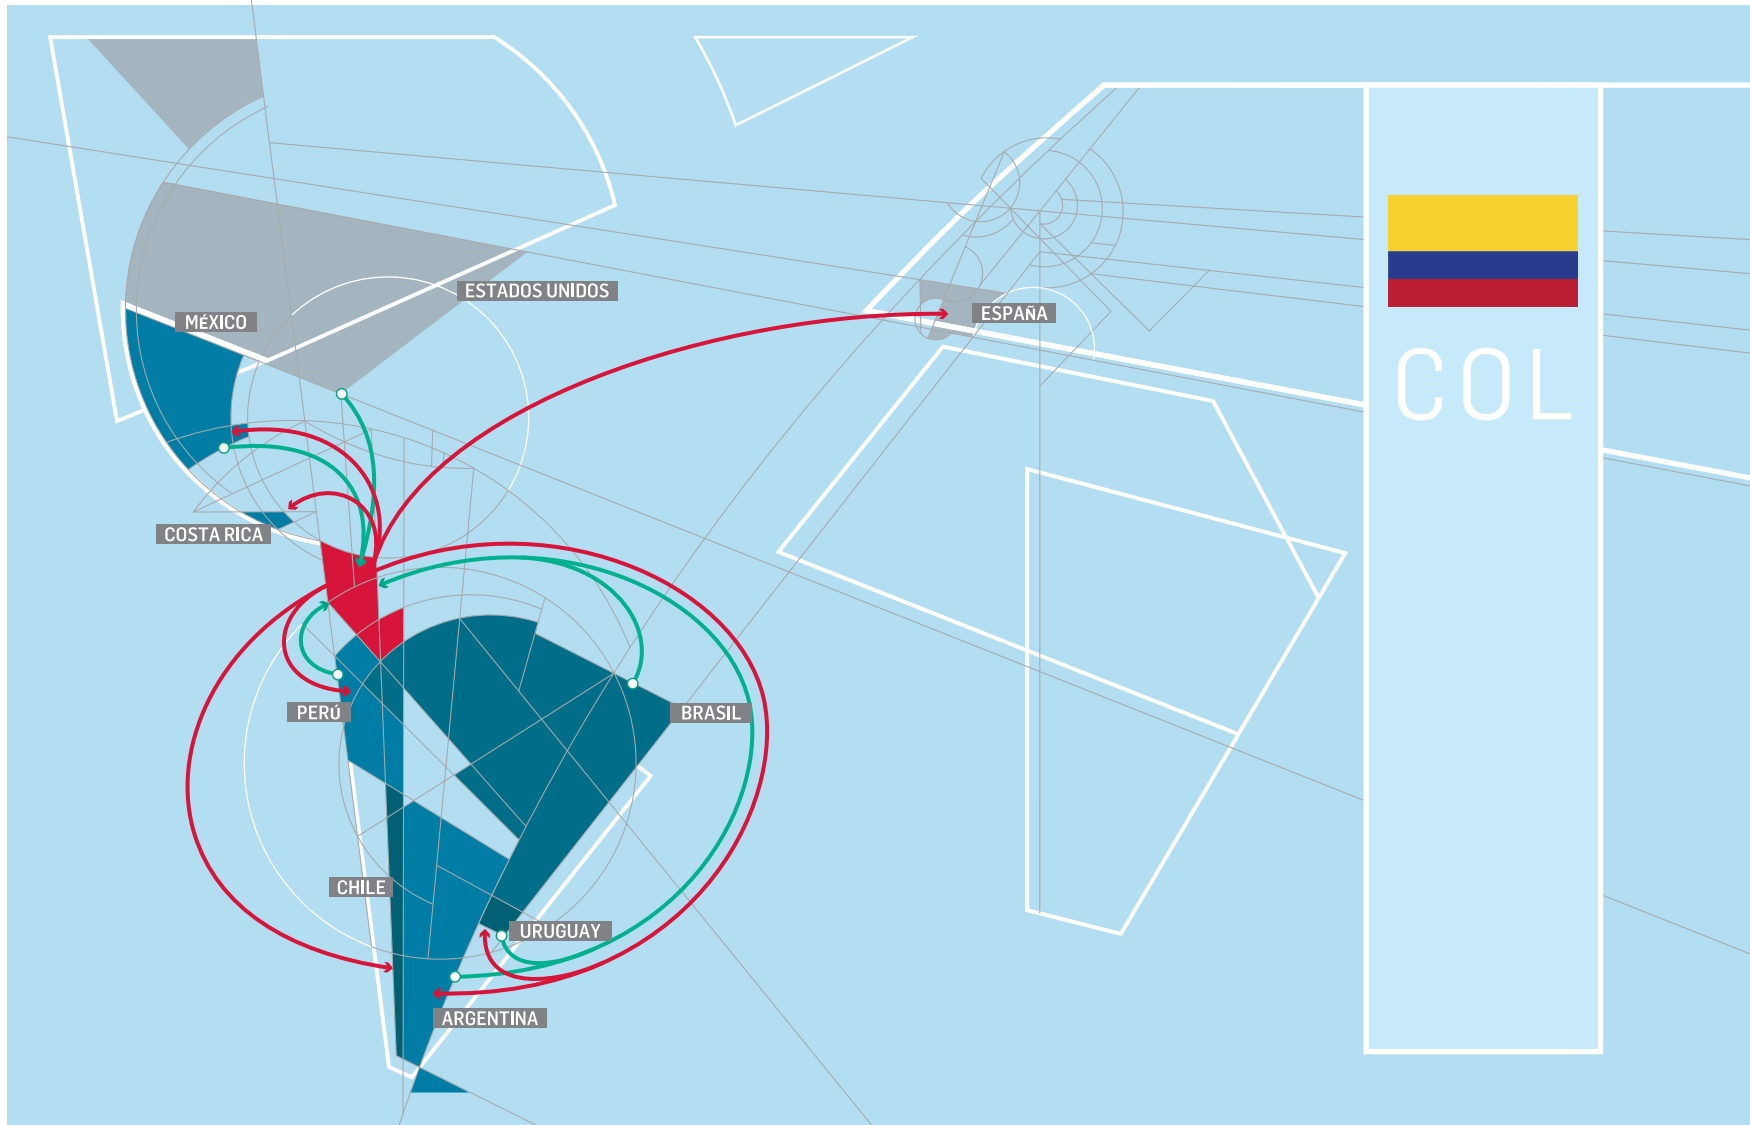 ESTADOS UNIDOS
MÉXICO
ESPAÑA
COL
COSTA RICA
PERÚ
BRASIL
CHILE
URUGUAY
ARGENTINA